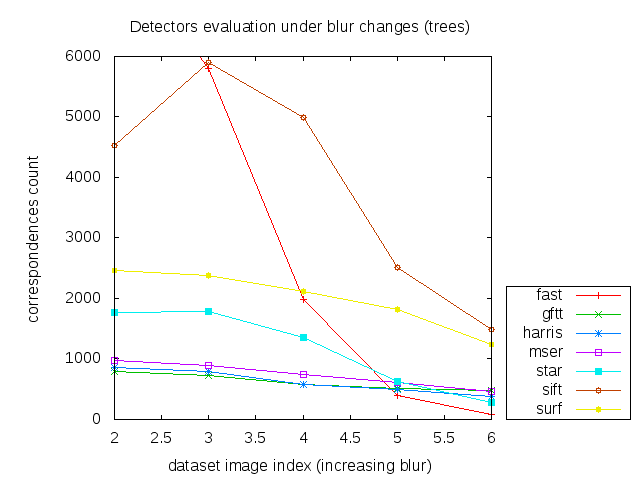 Detectors evaluation under blur changes (trees)
6000
5000
4000
3000
2000
1000
0
correspondences count
2 2.5 3 3.5 4 4.5 5 5.5 6
dataset image index (increasing blur)
fast
gftt
harris
mser
star
sift
surf